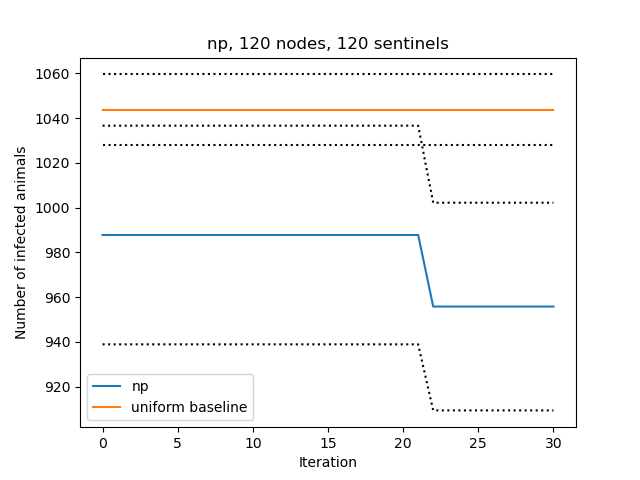 np, 120 nodes, 120 sentinels
Number of infected animals
1060
1040
1020
1000
980
960
940
920
np
uniform baseline
0 5 10 15 20 25 30
Iteration